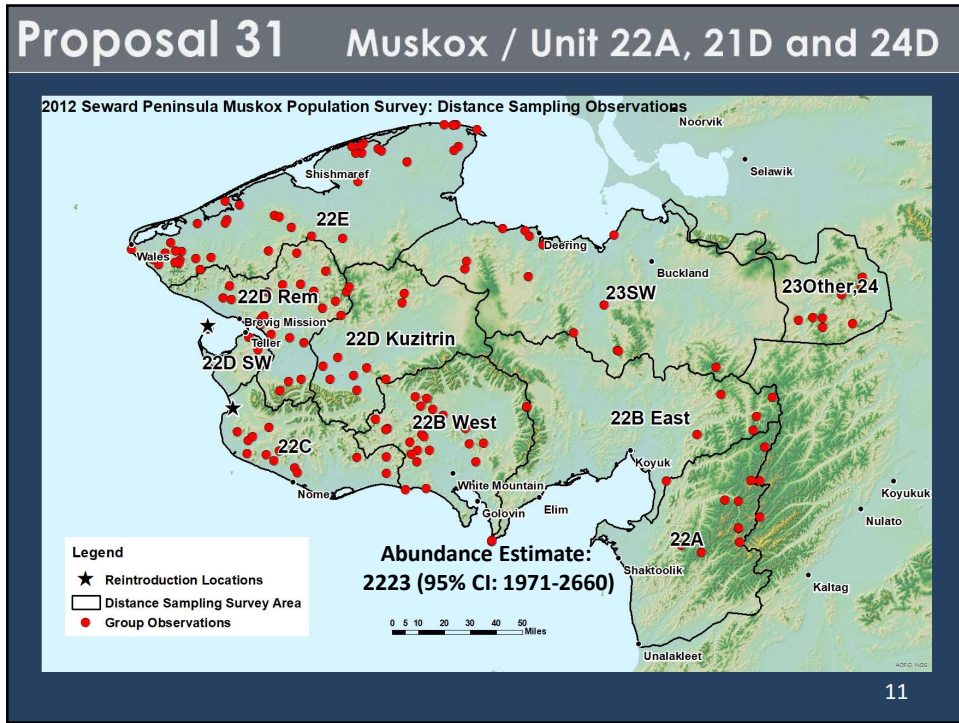 Proposal 31 Muskox / Unit 22A, 21D and 24D
2012 Seward Peninsula Muskox Population Survey: Distance Sampling Observations
Noorvik
Selawik
Shishmaref
22E
Deering
Wales
Buckland
23Other,24
22D Rem
23SW
Brevig Mission
Teller
22D Kuzitrin
22D SW
22B West
22B East
22C
Koyuk
White Mountain
Koyukuk
Nome
Golovin
Elim
Nulato
22A
Legend
Abundance Estimate:
Shaktoolik
Reintroduction Locations
2223 (95% CI: 1971-2660)
Kaltag
Distance Sampling Survey Area
Group Observations
0 5 10 20 30 40 50
Miles
Unalakleet
ADFG, NGS
11